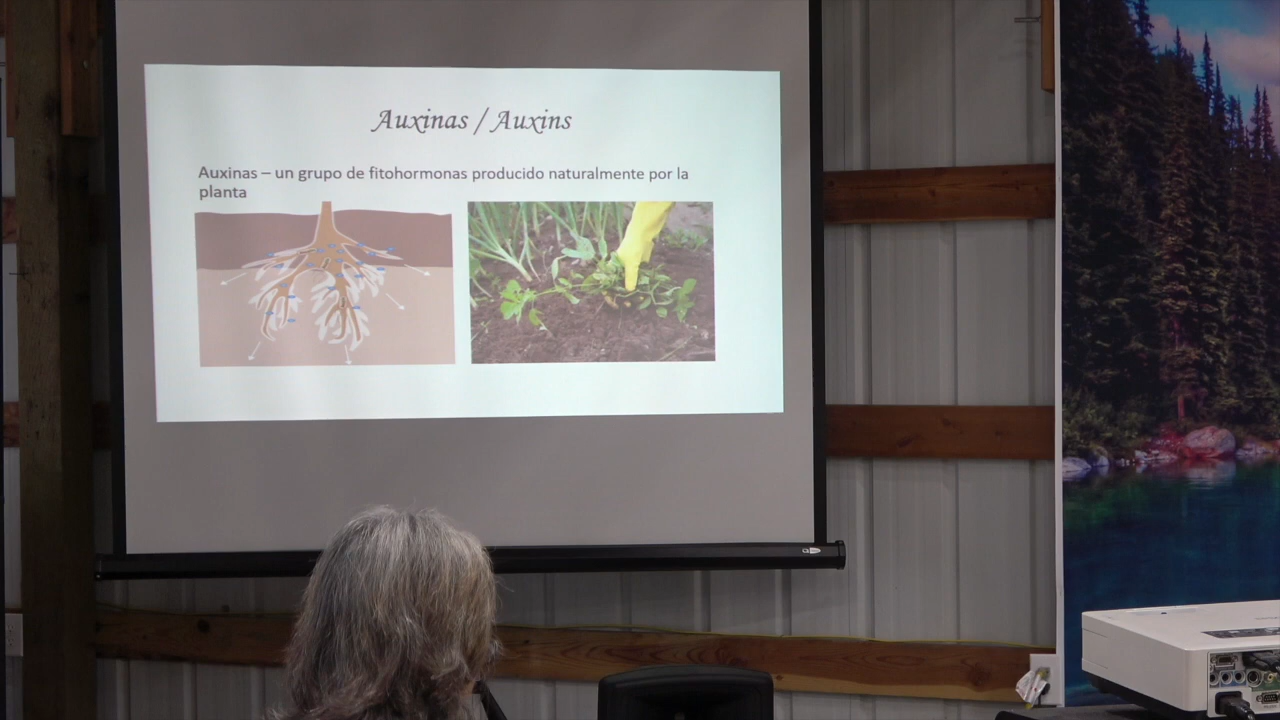 Auxinas / Auxins
Auxinas – un grupo de fitohormonas producido naturalmente por la
planta